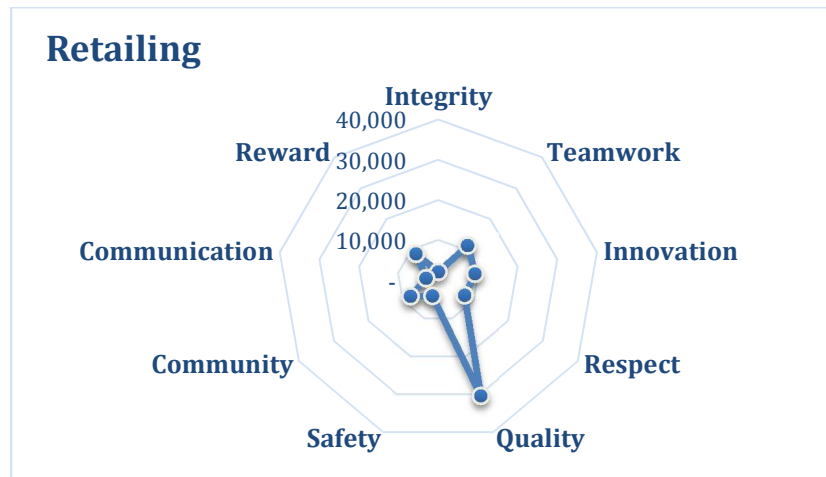 Retailing
Integrity
40,000
Reward
Teamwork
30,000
20,000
Communication
10,000
Innovation
-
Community
Respect
Safety
Quality